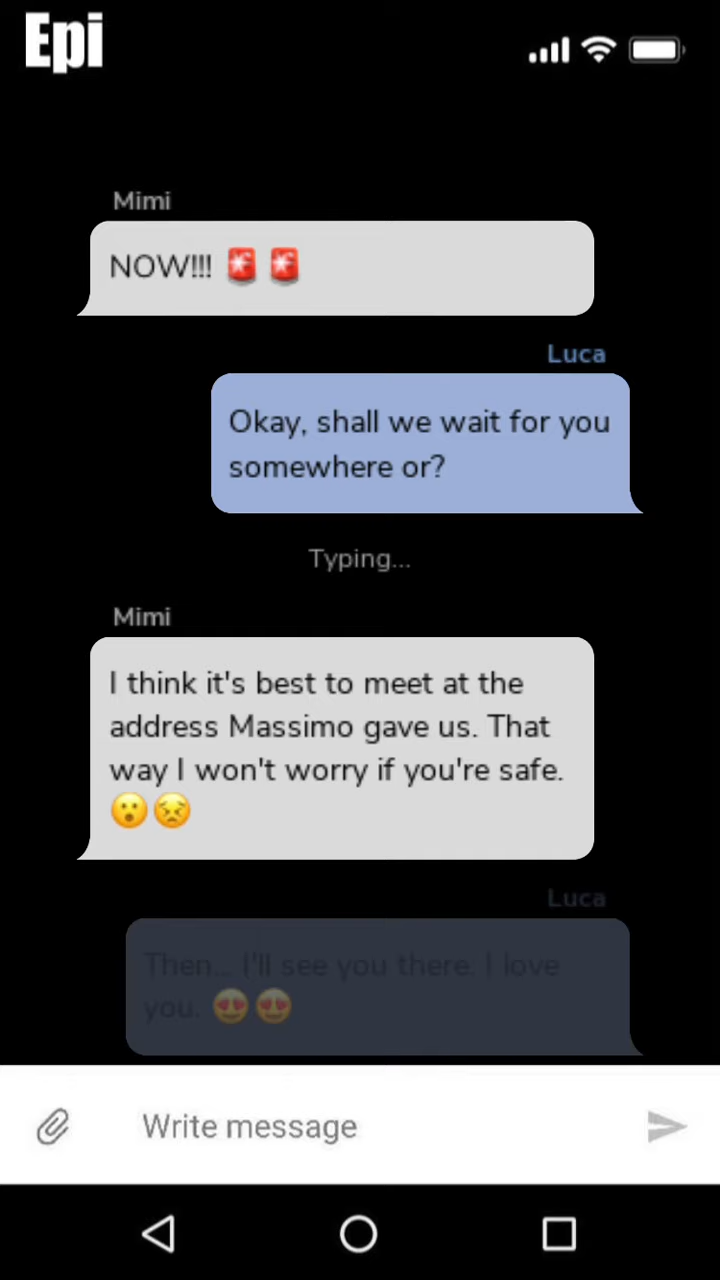 Epi
Mimi
NOW!!! 🚨 🚨
Luca
Okay, shall we wait for you
somewhere or?
Typing...
Mimi
I think it's best to meet at the
address Massimo gave us. That
way I won't worry if you're safe.
😮😣
Luca
Then... I'll see you there. I love
you. 😍😍
Write message